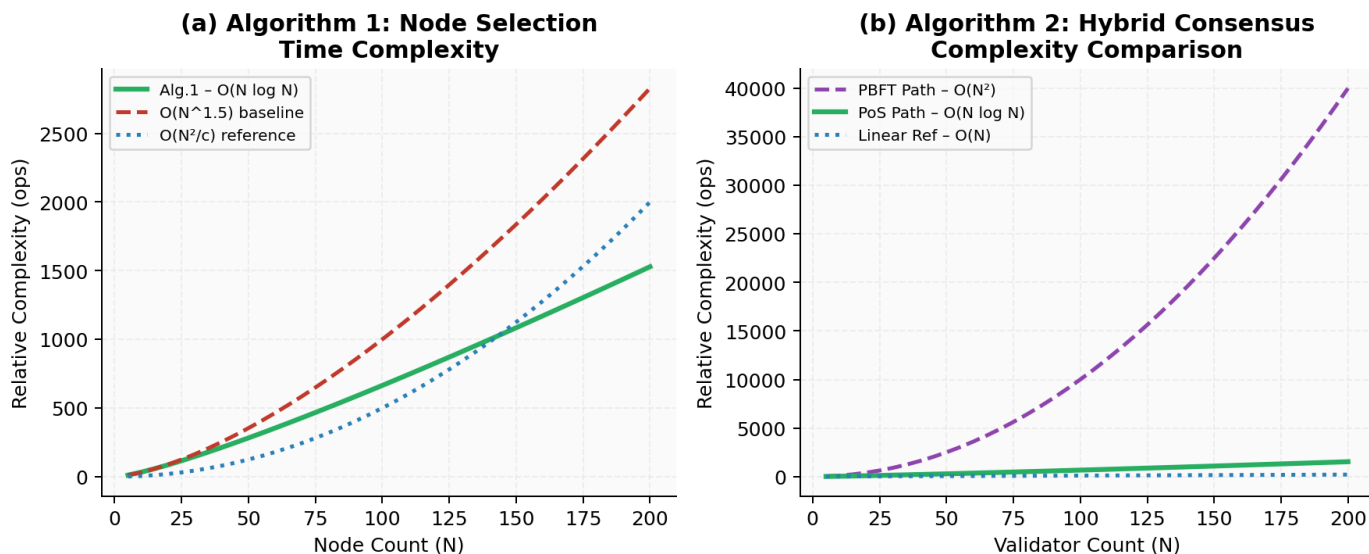 (a) Algorithm 1: Node Selection
Time Complexity
Alg.1 – O(N log N)
O(N^1.5) baseline
O(N²/c) reference
Relative Complexity (ops)
2500
2000
1500
1000
500
0
0 25 50 75 100 125 150 175 200
Node Count (N)
(b) Algorithm 2: Hybrid Consensus
Complexity Comparison
PBFT Path – O(N²)
PoS Path – O(N log N)
Linear Ref – O(N)
Relative Complexity (ops)
40000
35000
30000
25000
20000
15000
10000
5000
0
0 25 50 75 100 125 150 175 200
Validator Count (N)